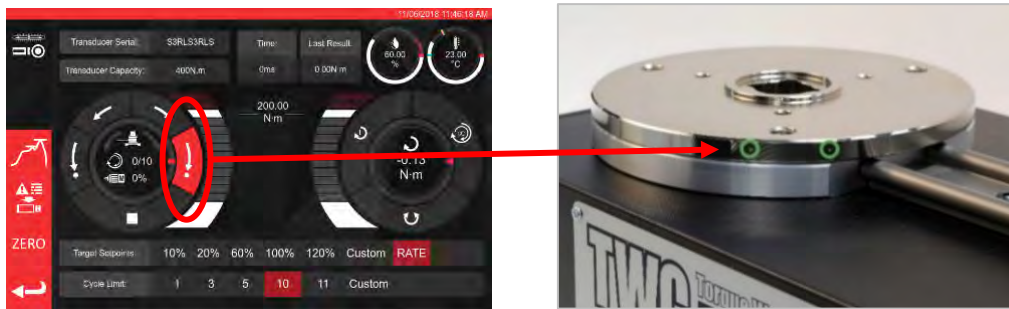 11/06/2018 11:46:18 AM
Transducer Serial: S3RLS3RLS Time: Last Result
Transducer Capacity: 400N.m 0ms 0.00N m
60.00 %
23.00 °C
200.00
N·m
0/10
0%
-0.13
N·m
ZERO
Target Setpoints 10% 20% 60% 100% 120% Custom RATE
Cycle Limit: 1 3 5 10 11 Custom
TWC
Torque W